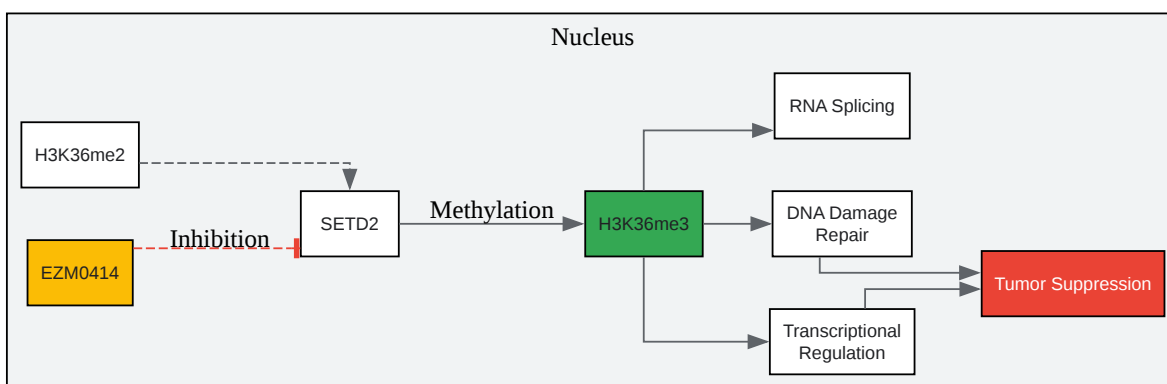 Nucleus
RNA Splicing
H3K36me2
SETD2
Methylation
H3K36me3
DNA Damage
Repair
Inhibition
EZM0414
Tumor Suppression
Transcriptional
Regulation